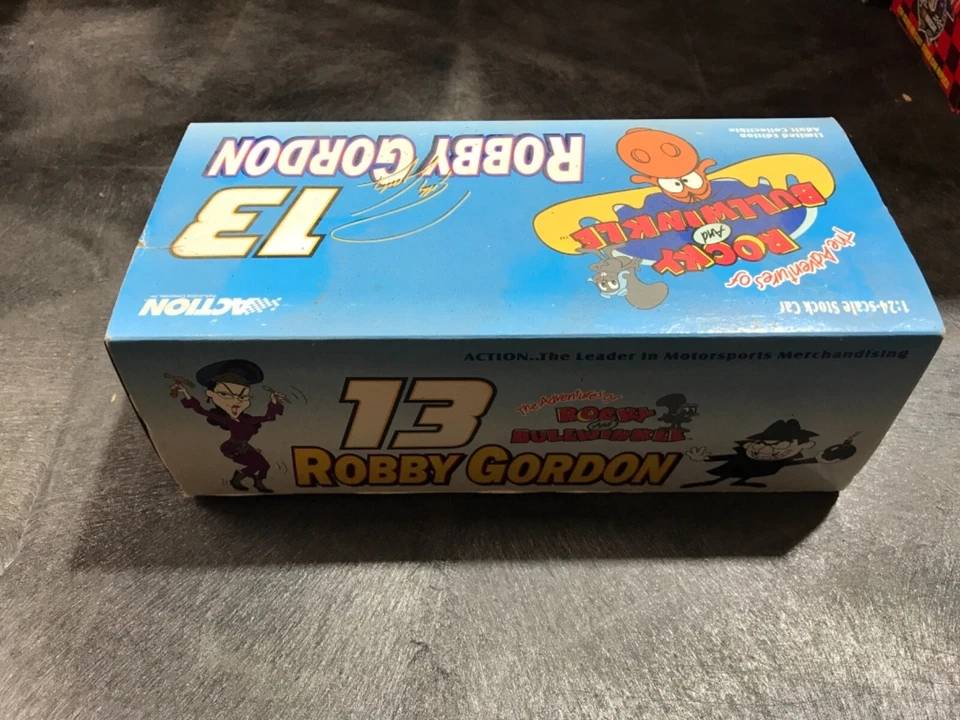 1:24-scale Stock Car
ACTION
The Adventures of
ROCKY
And
BULLWINKLE
13
ROBBY GORDON
Limited Edition
Adult Collectible
ACTION...The Leader in Motorsports Merchandising
13
The Adventures of
ROCKY
And
BULLWINKLE
ROBBY GORDON